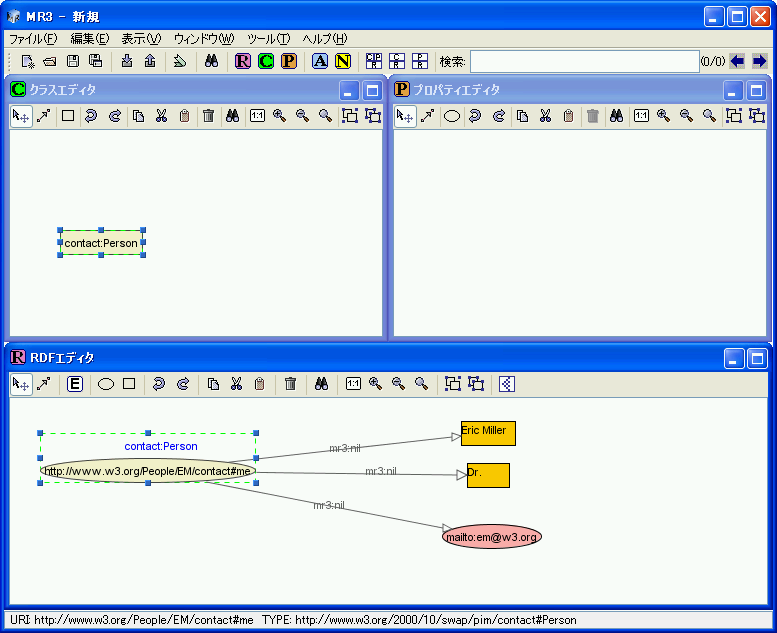 MR3 - 新規
ファイル(F) 編集(E) 表示(V) ウィンドウ(W) ツール(T) ヘルプ(H)
R C P A N C P R C R P R 検索: (0/0)
C クラスエディタ
P プロパティエディタ
1:1
1:1
contact:Person
R RDFエディタ
E 1:1
contact:Person
http://www.w3.org/People/EM/contact#me
mr3:nil
Eric Miller
mr3:nil
Dr.
mr3:nil
mailto:em@w3.org
URI: http://www.w3.org/People/EM/contact#me TYPE: http://www.w3.org/2000/10/swap/pim/contact#Person